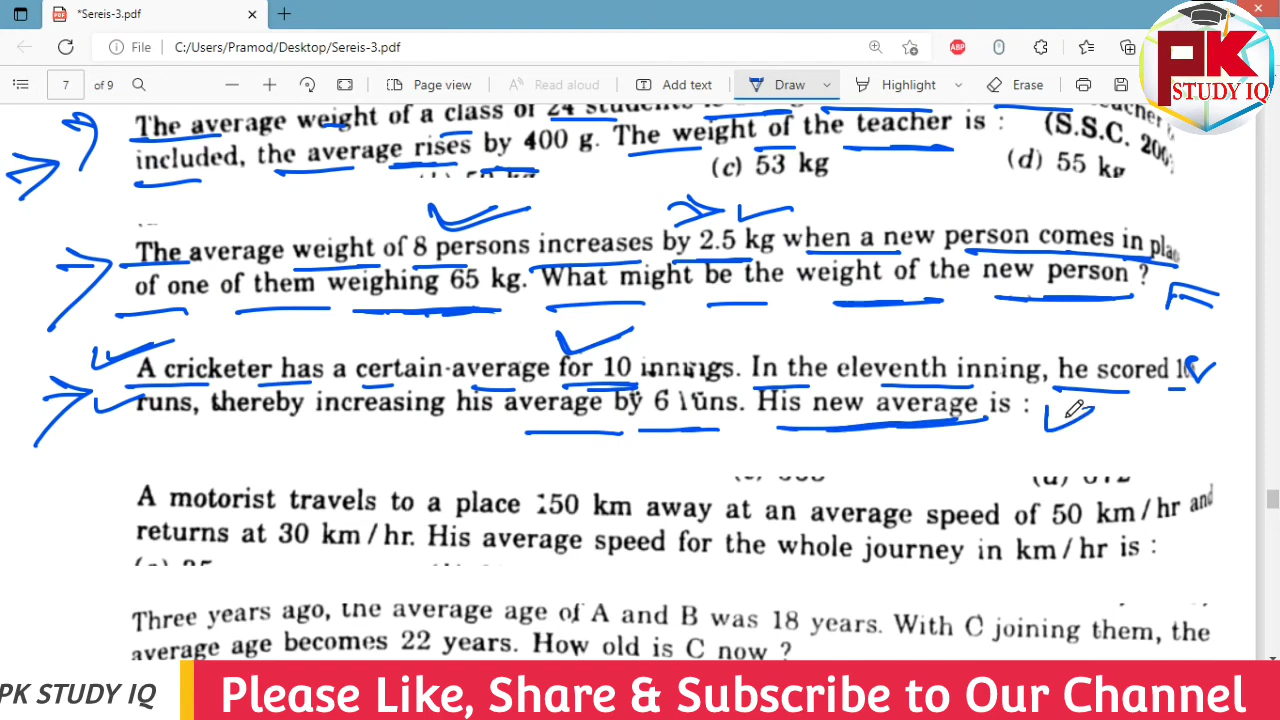 *Sereis-3.pdf
File C:/Users/Pramod/Desktop/Sereis-3.pdf
ABP
PK
STUDY IQ
7 of 9 Page view Read aloud Add text Draw Highlight Erase
The average weight of a class of 24 students
included, the average rises by 400 g. The weight of the teacher is : (S.S.C.
(c) 53 kg (d) 55 kg
The average weight of 8 persons increases by 2.5 kg when a new person comes in
of one of them weighing 65 kg. What might be the weight of the new person ?
A cricketer has a certain average for 10 innings. In the eleventh inning, he scored
runs, thereby increasing his average by 6 runs. His new average is :
A motorist travels to a place 150 km away at an average speed of 50 km/hr and
returns at 30 km/hr. His average speed for the whole journey in km/hr is :
Three years ago, the average age of A and B was 18 years. With C joining them, the
average age becomes 22 years. How old is C now ?
PK STUDY IQ Please Like, Share & Subscribe to Our Channel